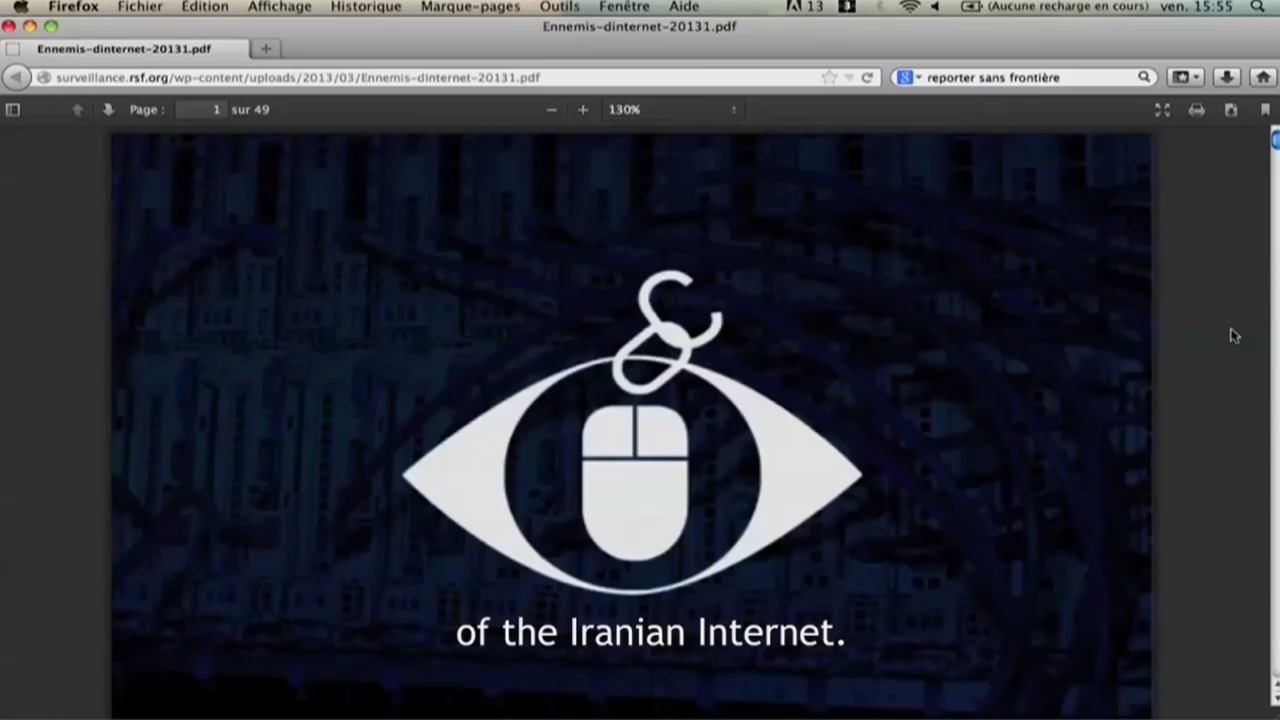 Firefox Fichier Édition Affichage Historique Marque-pages Outils Fenêtre Aide 13 (Aucune recharge en cours) ven. 15:55
Ennemis-dinternet-20131.pdf
Ennemis-dinternet-20131.pdf +
surveillance.rsf.org/wp-content/uploads/2013/03/Ennemis-dinternet-20131.pdf reporter sans frontière
Page : 1 sur 49 130%
of the Iranian Internet.